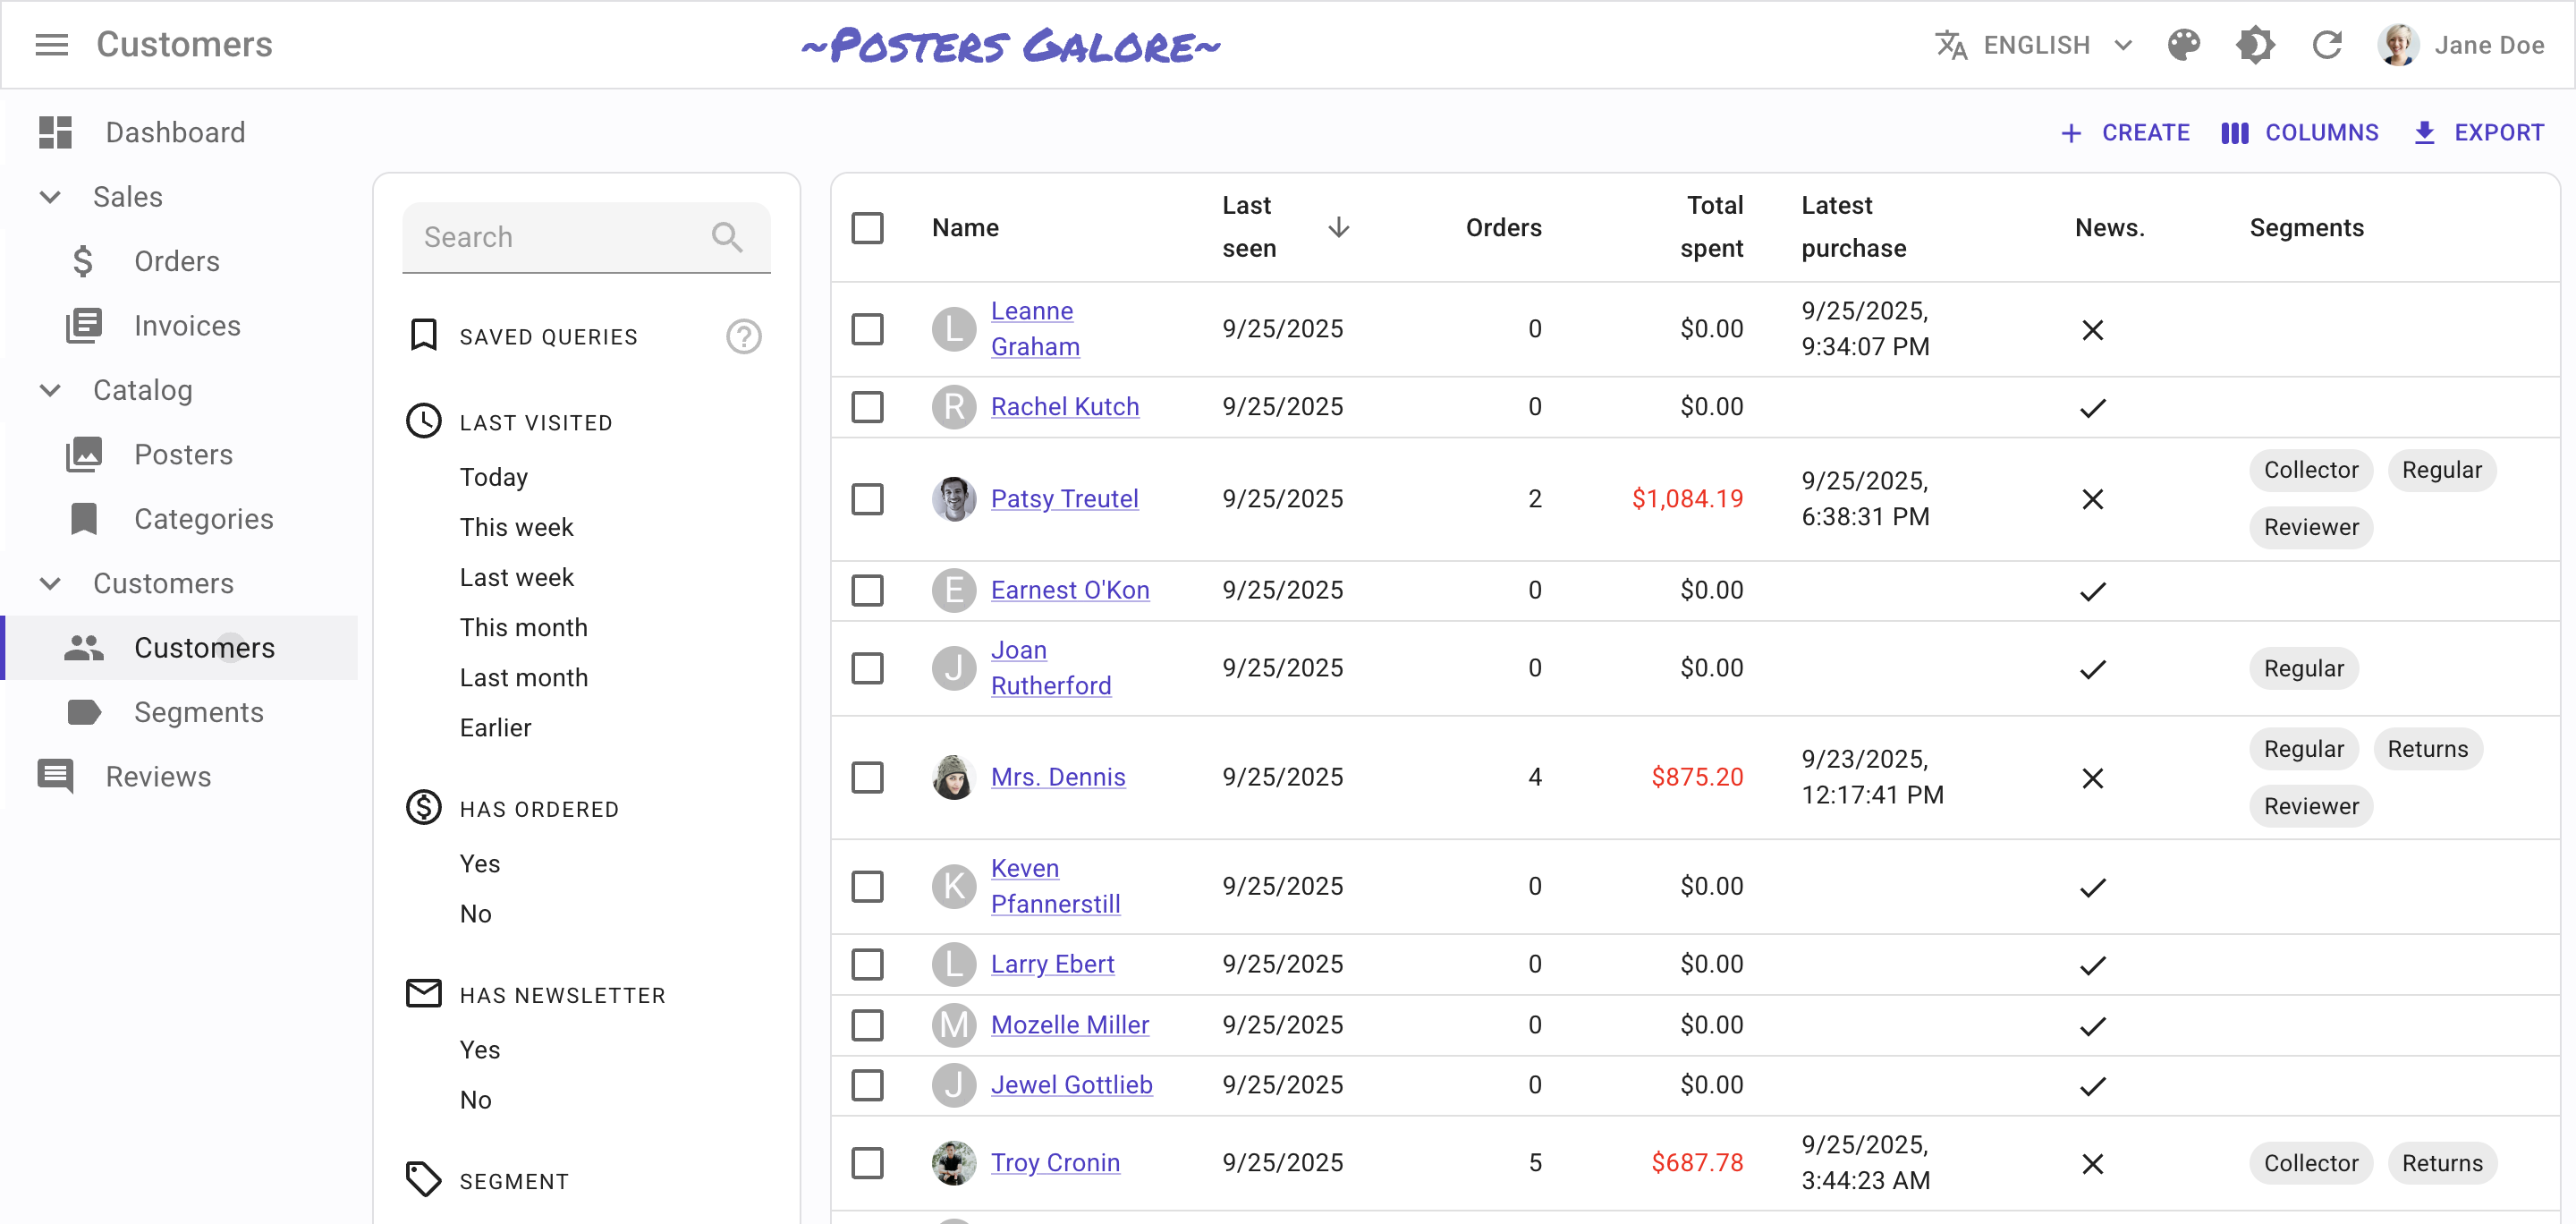 Customers
~Posters Galore~
ENGLISH
Jane Doe
Dashboard
Sales
Orders
Invoices
Catalog
Posters
Categories
Customers
Customers
Segments
Reviews
+ CREATE
COLUMNS
EXPORT
Search
SAVED QUERIES
?
LAST VISITED
Today
This week
Last week
This month
Last month
Earlier
HAS ORDERED
Yes
No
HAS NEWSLETTER
Yes
No
SEGMENT
Name
Last
seen
Orders
Total
spent
Latest
purchase
News.
Segments
L
Leanne
Graham
9/25/2025
0
$0.00
9/25/2025,
9:34:07 PM
R
Rachel Kutch
9/25/2025
0
$0.00
Patsy Treutel
9/25/2025
2
$1,084.19
9/25/2025,
6:38:31 PM
Collector
Regular
Reviewer
E
Earnest O'Kon
9/25/2025
0
$0.00
J
Joan
Rutherford
9/25/2025
0
$0.00
Regular
Mrs. Dennis
9/25/2025
4
$875.20
9/23/2025,
12:17:41 PM
Regular
Returns
Reviewer
K
Keven
Pfannerstill
9/25/2025
0
$0.00
L
Larry Ebert
9/25/2025
0
$0.00
M
Mozelle Miller
9/25/2025
0
$0.00
J
Jewel Gottlieb
9/25/2025
0
$0.00
Troy Cronin
9/25/2025
5
$687.78
9/25/2025,
3:44:23 AM
Collector
Returns